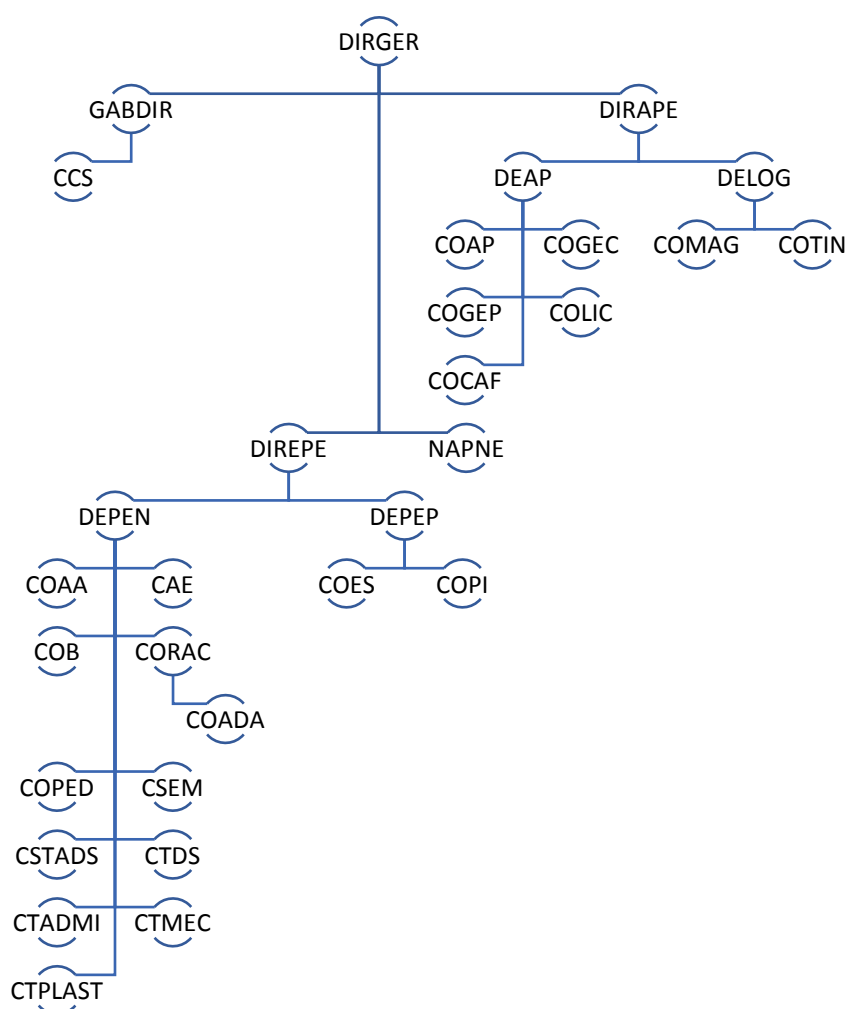 DIRGER
GABDIR
DIRAPE
CCS
DEAP
DELOG
COAP
COGEC
COMAG
COTIN
COGEP
COLIC
COCAF
DIREPE
NAPNE
DEPEN
DEPEP
COAA
CAE
COES
COPI
COB
CORAC
COADA
COPED
CSEM
CSTADS
CTDS
CTADMI
CTMEC
CTPLAST